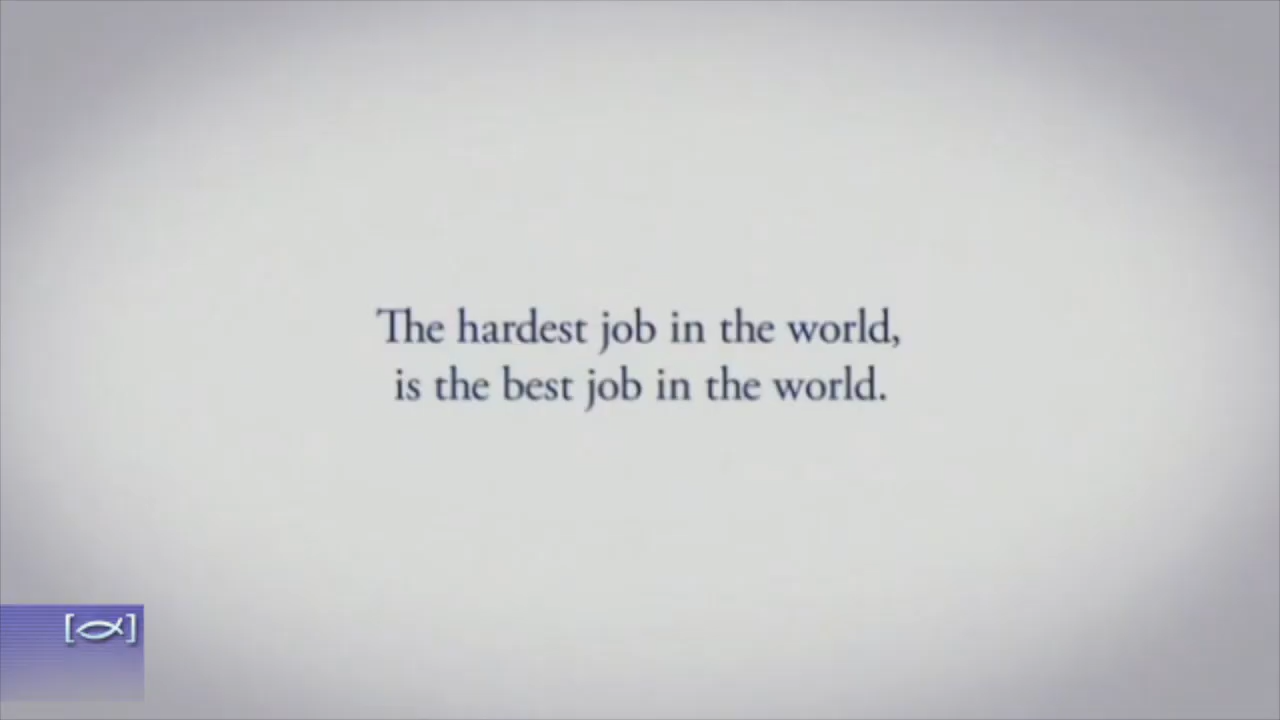 The hardest job in the world,
is the best job in the world.